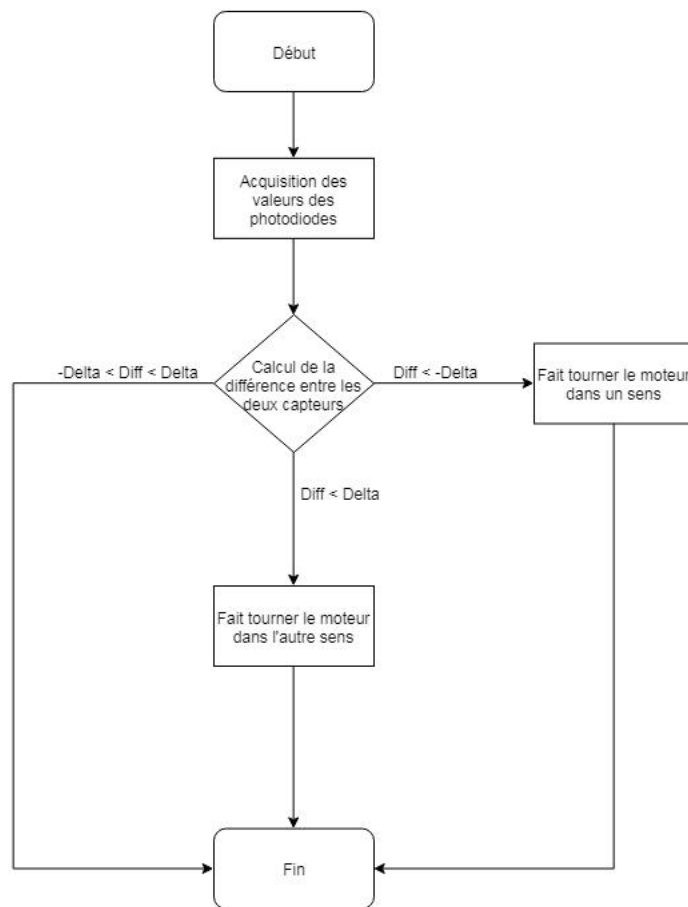 Début
Acquisition des
valeurs des
photodiodes
-Delta < Diff < Delta
Calcul de la
différence entre les
deux capteurs
Diff < -Delta
Fait tourner le moteur
dans un sens
Diff < Delta
Fait tourner le moteur
dans l'autre sens
Fin